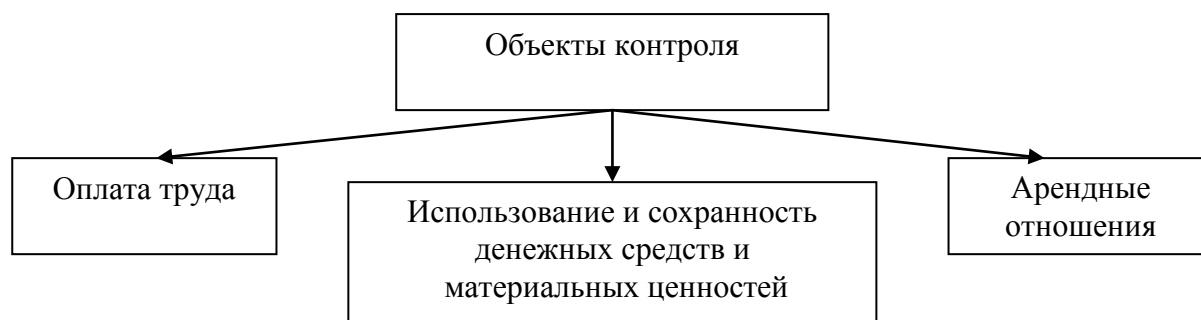 Объекты контроля
Оплата труда
Использование и сохранность
денежных средств и
материальных ценностей
Арендные
отношения